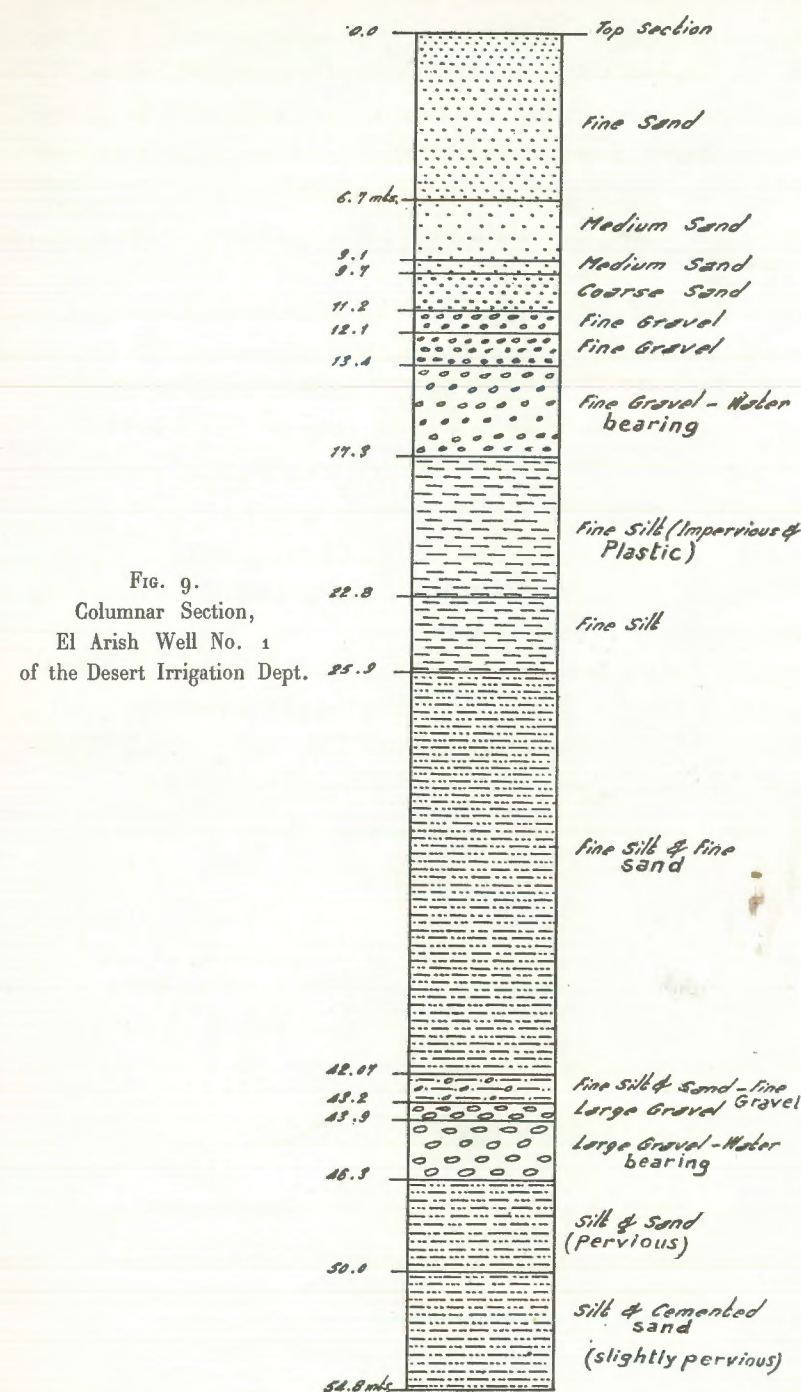 0.0 Top Section
Fine Sand
6.7 mts.
Medium Sand
9.1
Medium Sand
9.7
Coarse Sand
11.2
Fine Gravel
12.1
Fine Gravel
13.4
Fine Gravel - Water
bearing
17.3
Fine Silt (Impervious &
Plastic)
22.8
Fine Silt
25.9
FIG. 9.
Columnar Section,
El Arish Well No. 1
of the Desert Irrigation Dept.
Fine Silt & Fine
sand
42.07
Fine Silt & Sand - Fine
Gravel
43.2
Large Gravel
43.9
Large Gravel - Water
bearing
46.3
Silt & Sand
(Pervious)
50.0
Silt & Cemented
sand
(slightly pervious)
54.8 mts